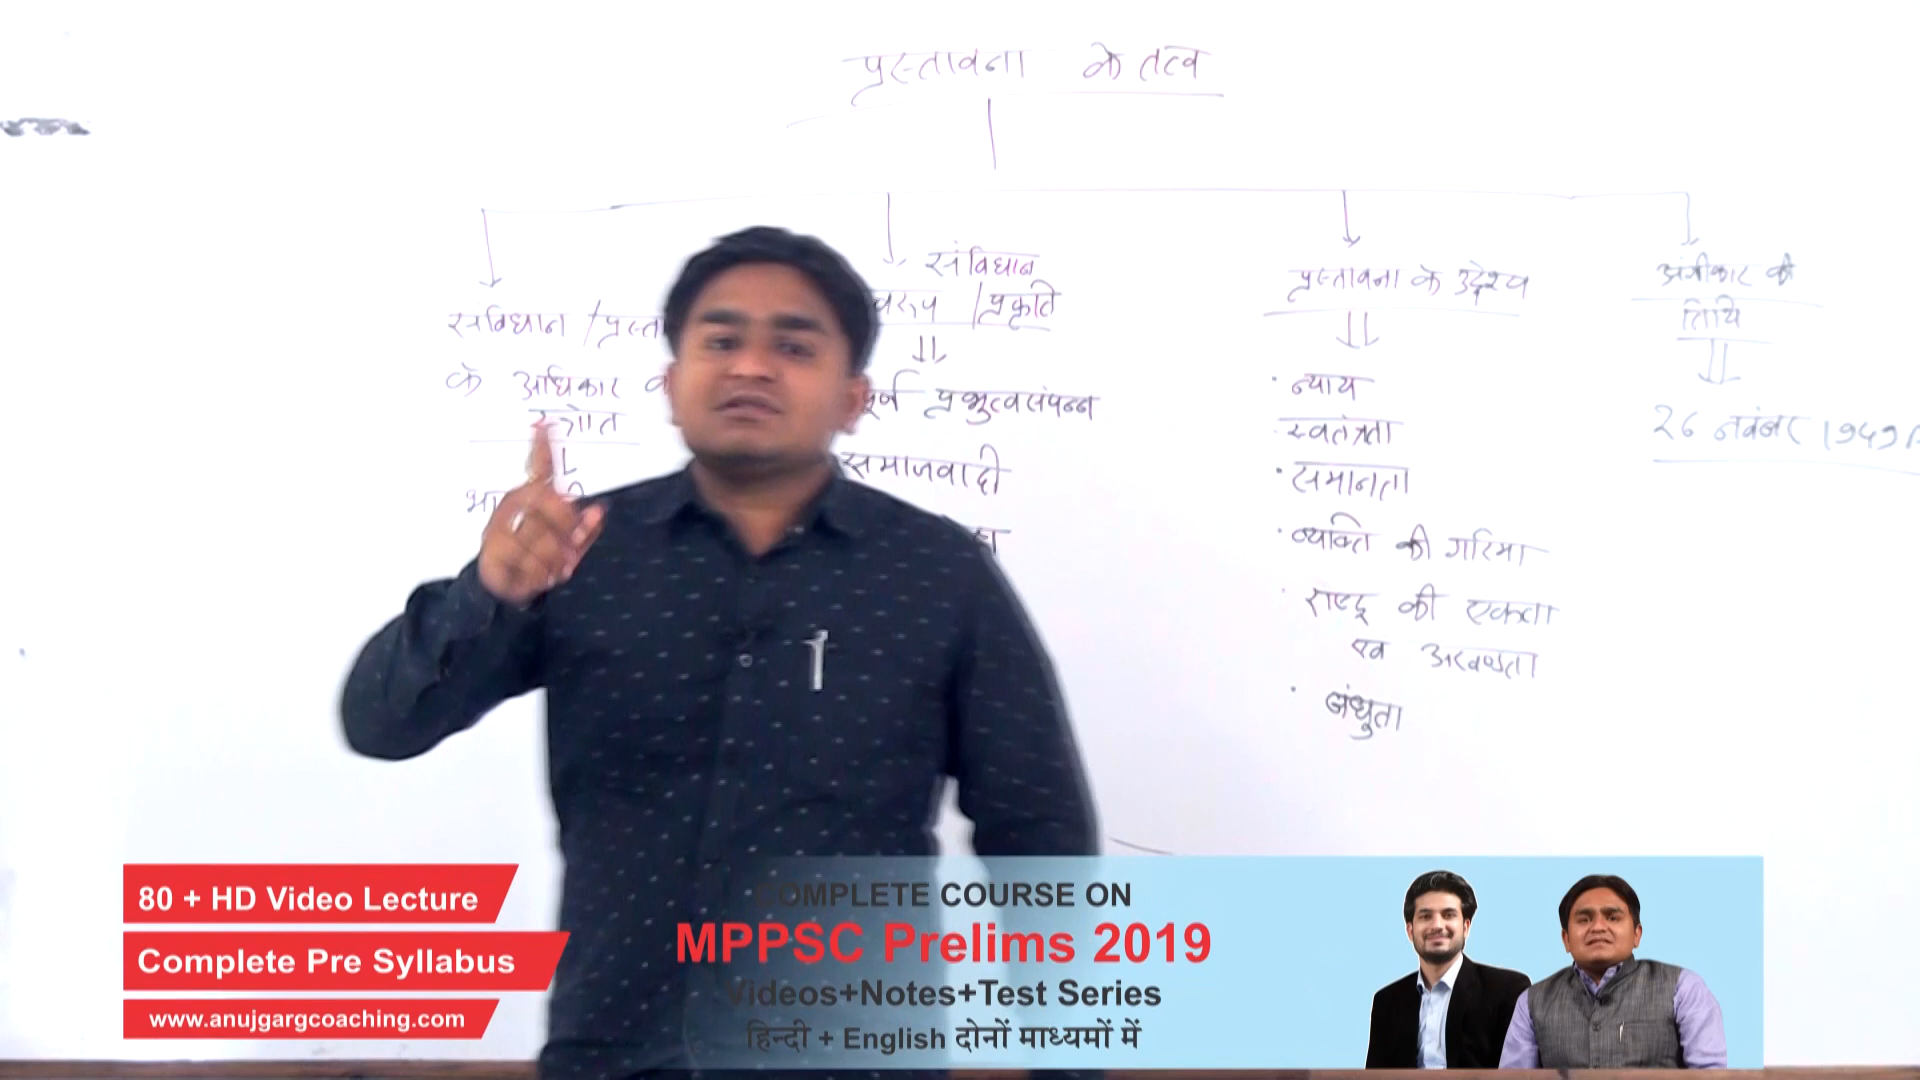 प्रस्तावना के तत्व
संविधान /प्रस्ता
के अधिकार
स्त्रोत
संविधान
/प्रकृति
प्रभुत्वसंपन्न
समाजवादी
प्रस्तावना के उद्देश्य
• न्याय
स्वतंत्रता
• समानता
• व्यक्ति की गरिमा
• राष्ट्र की एकता
एवं अखण्डता
• बंधुता
अंगीकार की
तिथि
26 नवंबर 1949
80 + HD Video Lecture
Complete Pre Syllabus
www.anujgargcoaching.com
COMPLETE COURSE ON
MPPSC Prelims 2019
Videos+Notes+Test Series
हिन्दी + English दोनों माध्यमों में